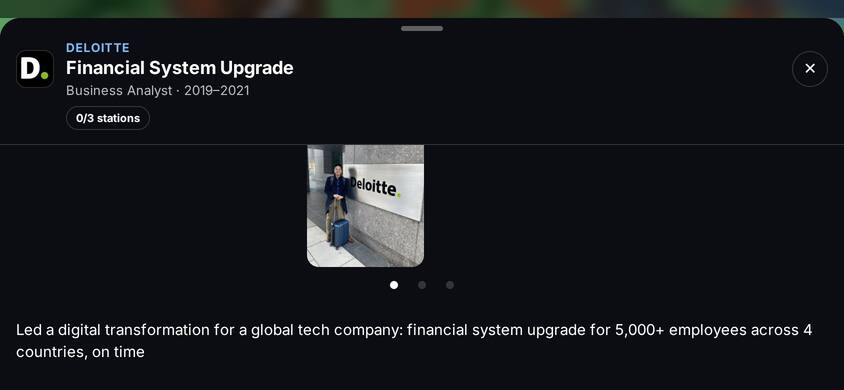 DELOITTE
D.
Financial System Upgrade
Business Analyst · 2019–2021
0/3 stations
Deloitte.
Led a digital transformation for a global tech company: financial system upgrade for 5,000+ employees across 4
countries, on time